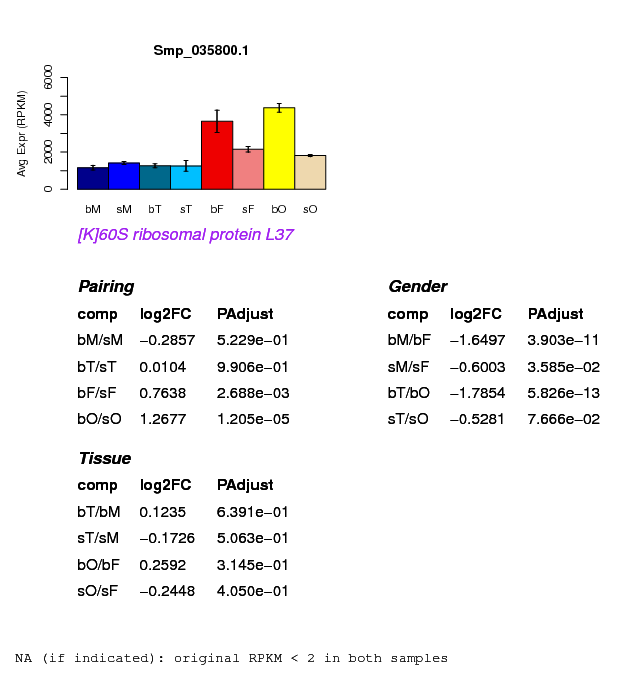 Smp_035800.1
Avg Expr (RPKM)
6000
4000
2000
0
bM sM bT sT bF sF bO sO
[K]60S ribosomal protein L37
Pairing
comp log2FC PAdjust
bM/sM −0.2857 5.229e−01
bT/sT 0.0104 9.906e−01
bF/sF 0.7638 2.688e−03
bO/sO 1.2677 1.205e−05
Gender
comp log2FC PAdjust
bM/bF −1.6497 3.903e−11
sM/sF −0.6003 3.585e−02
bT/bO −1.7854 5.826e−13
sT/sO −0.5281 7.666e−02
Tissue
comp log2FC PAdjust
bT/bM 0.1235 6.391e−01
sT/sM −0.1726 5.063e−01
bO/bF 0.2592 3.145e−01
sO/sF −0.2448 4.050e−01
NA (if indicated): original RPKM < 2 in both samples